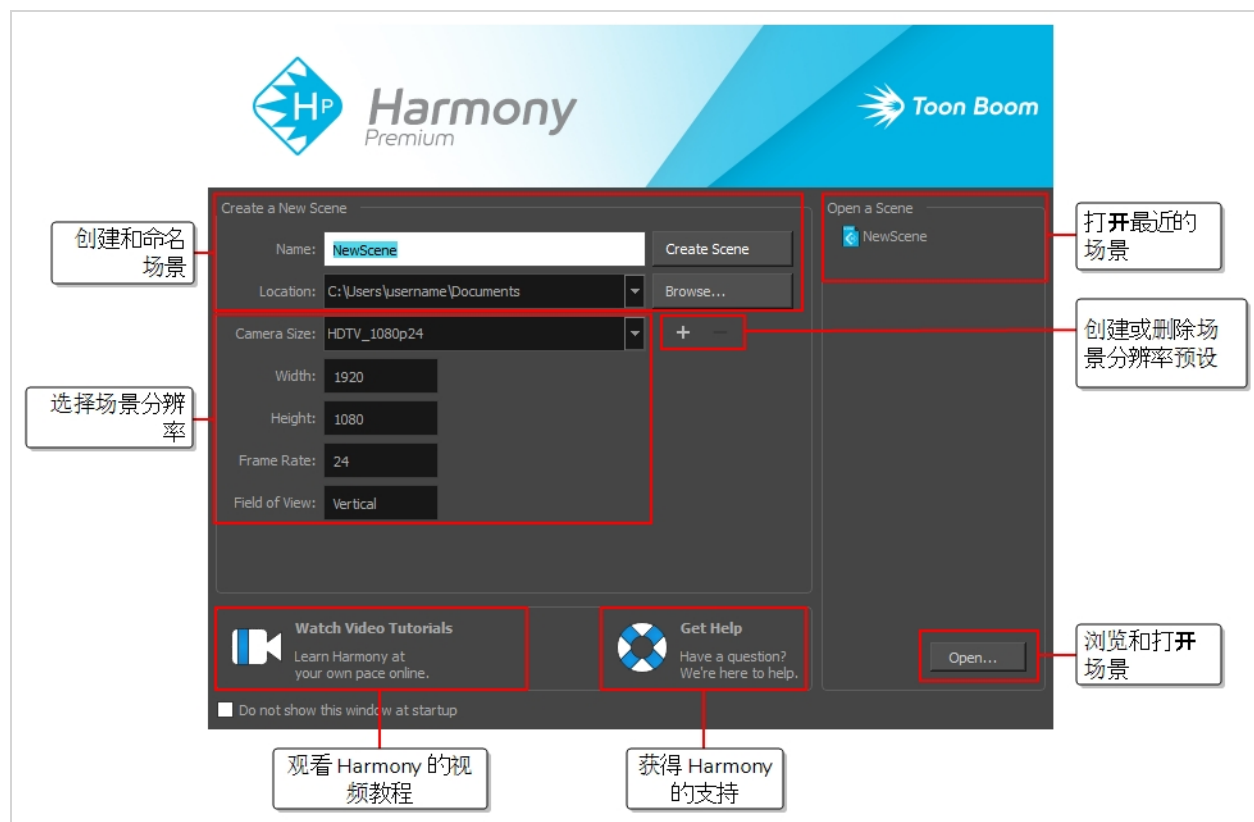 HP
Harmony
Premium
Toon Boom
Create a New Scene
Name:
NewScene
Create Scene
Location:
C:\Users\username\Documents
Browse...
Camera Size:
HDTV_1080p24
+ −
Width:
1920
Height:
1080
Frame Rate:
24
Field of View:
Vertical
Open a Scene
NewScene
Open...
Watch Video Tutorials
Learn Harmony at
your own pace online.
Get Help
Have a question?
We're here to help.
Do not show this window at startup
创建和命名
场景
选择场景分辨
率
打开最近的
场景
创建或删除场
景分辨率预设
浏览和打开
场景
观看 Harmony 的视
频教程
获得 Harmony
的支持